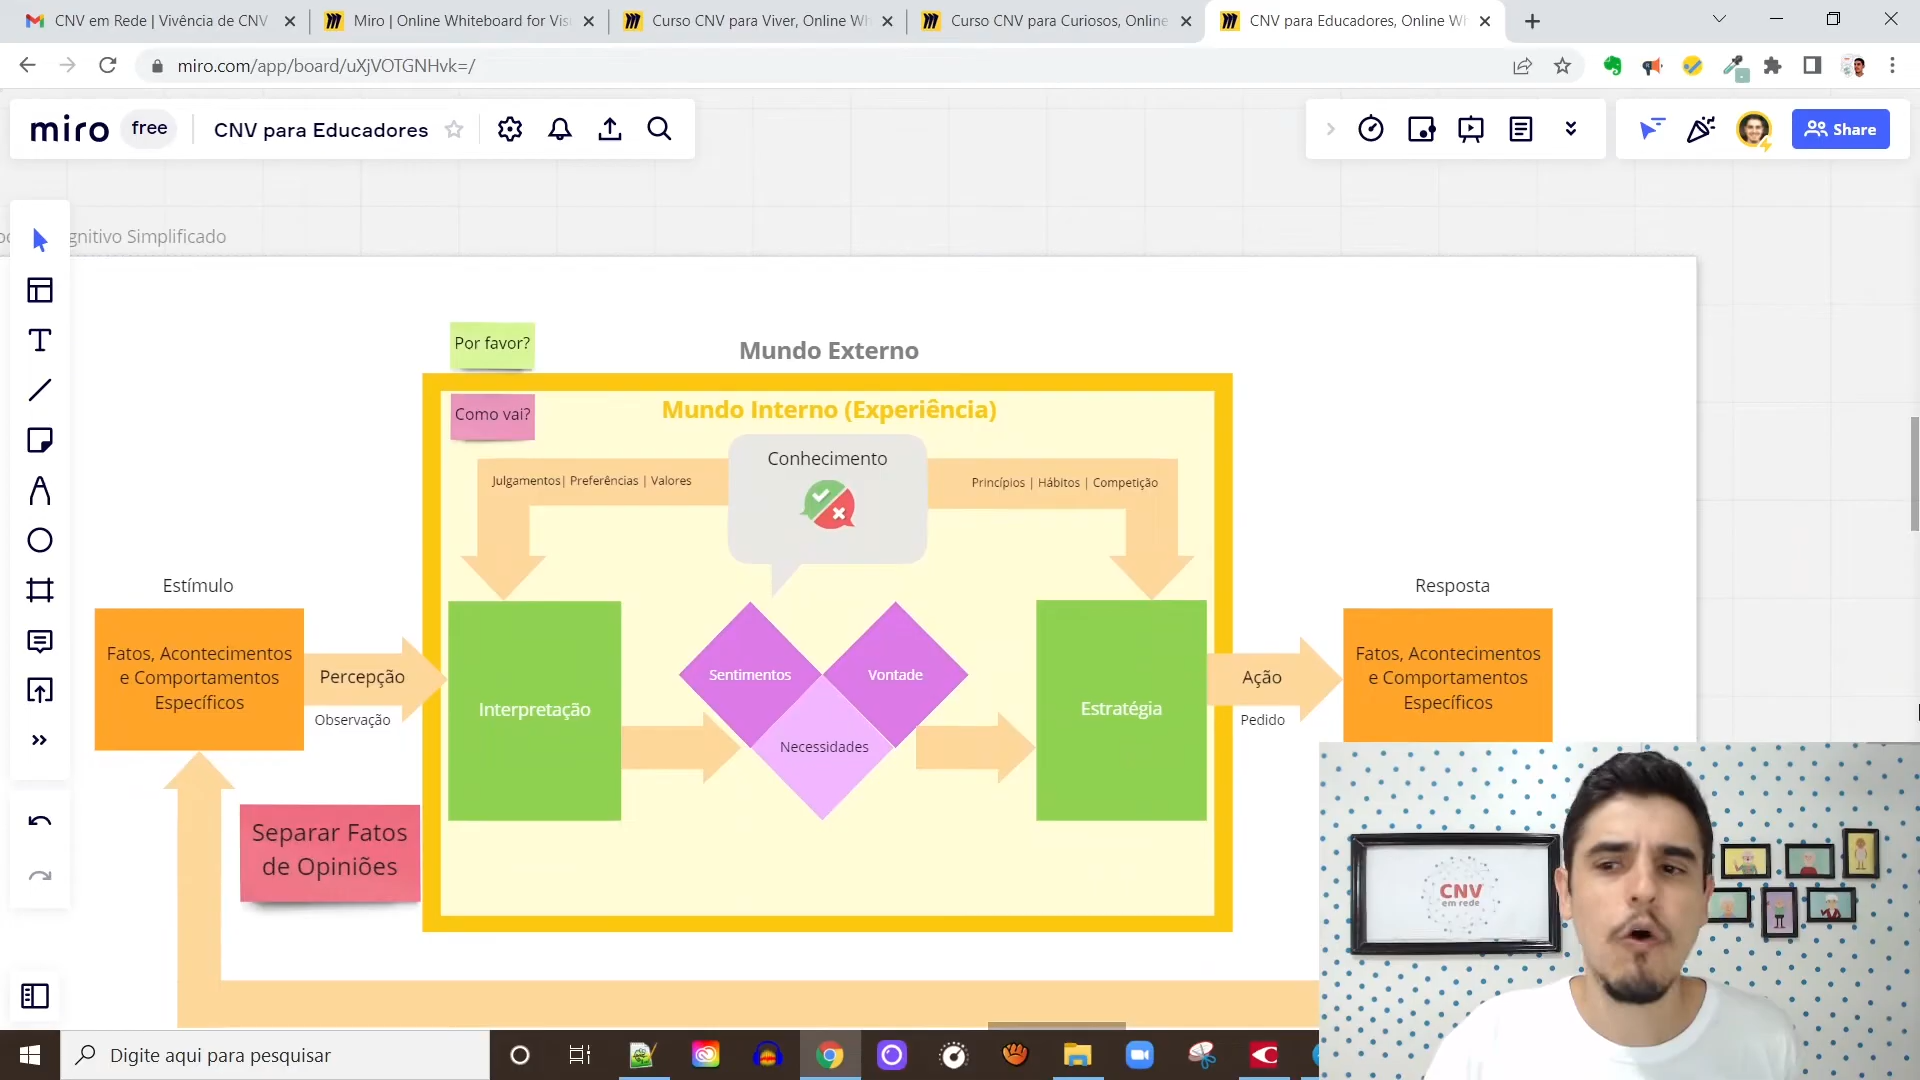 CNV em Rede | Vivência de CNV
Miro | Online Whiteboard for Vis
Curso CNV para Viver, Online Wh
Curso CNV para Curiosos, Online
CNV para Educadores, Online Wh
miro.com/app/board/uXjVOTGNHvk=/
miro
free
CNV para Educadores
Share
gnitivo Simplificado
Por favor?
Mundo Externo
Como vai?
Mundo Interno (Experiência)
Conhecimento
Julgamentos| Preferências | Valores
Princípios | Hábitos | Competição
Estímulo
Resposta
Fatos, Acontecimentos
e Comportamentos
Específicos
Percepção
Observação
Interpretação
Sentimentos
Vontade
Necessidades
Estratégia
Ação
Pedido
Fatos, Acontecimentos
e Comportamentos
Específicos
Separar Fatos
de Opiniões
CNV
em rede
Digite aqui para pesquisar